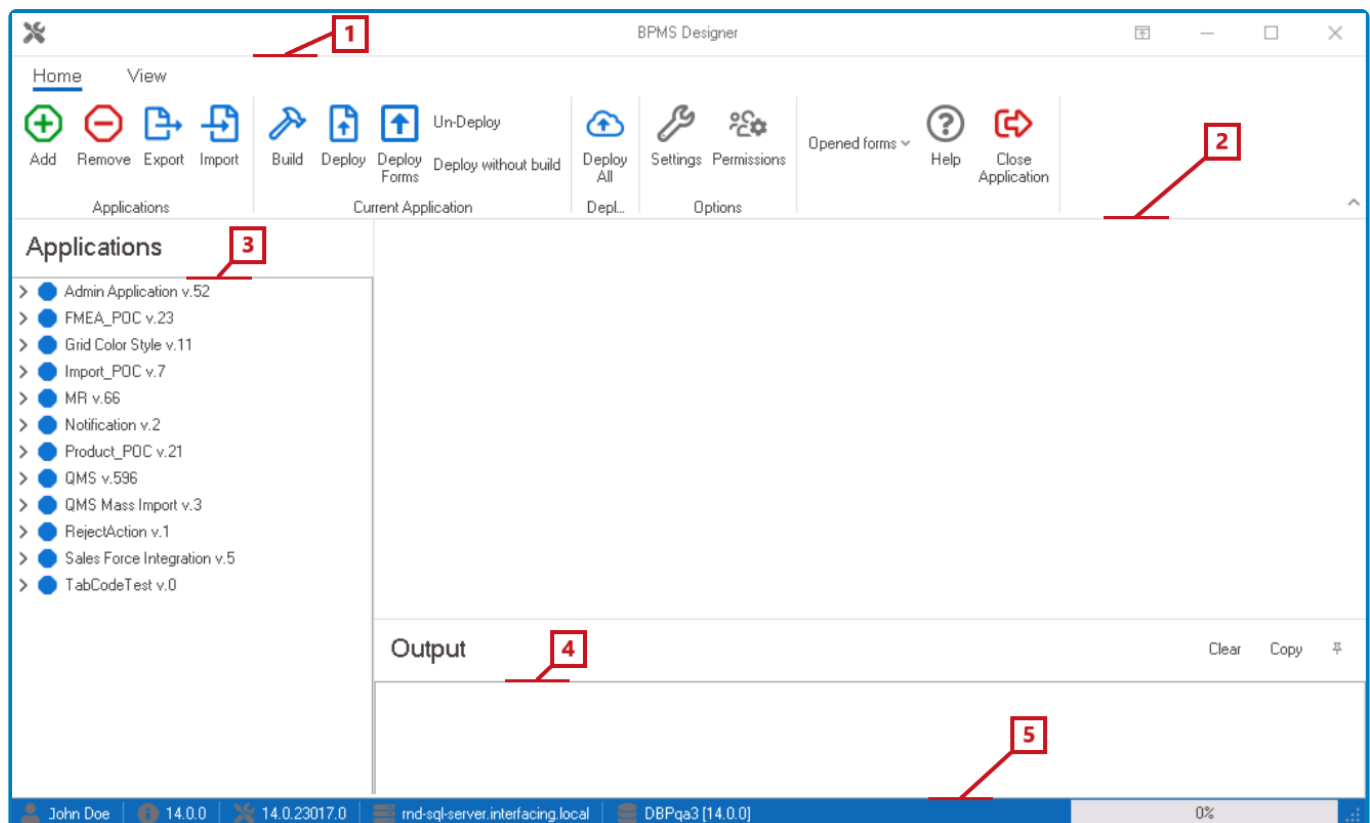 1
BPMS Designer
Home View
2
Add Remove Export Import Build Deploy Deploy Forms Un-Deploy Deploy without build Deploy All Settings Permissions Opened forms Help Close Application
Applications Current Application Depl... Options
Applications
3
Admin Application v.52
FMEA_POC v.23
Grid Color Style v.11
Import_POC v.7
MR v.66
Notification v.2
Product_POC v.21
QMS v.596
QMS Mass Import v.3
RejectAction v.1
Sales Force Integration v.5
TabCodeTest v.0
Output
4
Clear Copy
5
John Doe 14.0.0 14.0.23017.0 rnd-sql-server.interfacing.local DBPqa3 [14.0.0] 0%